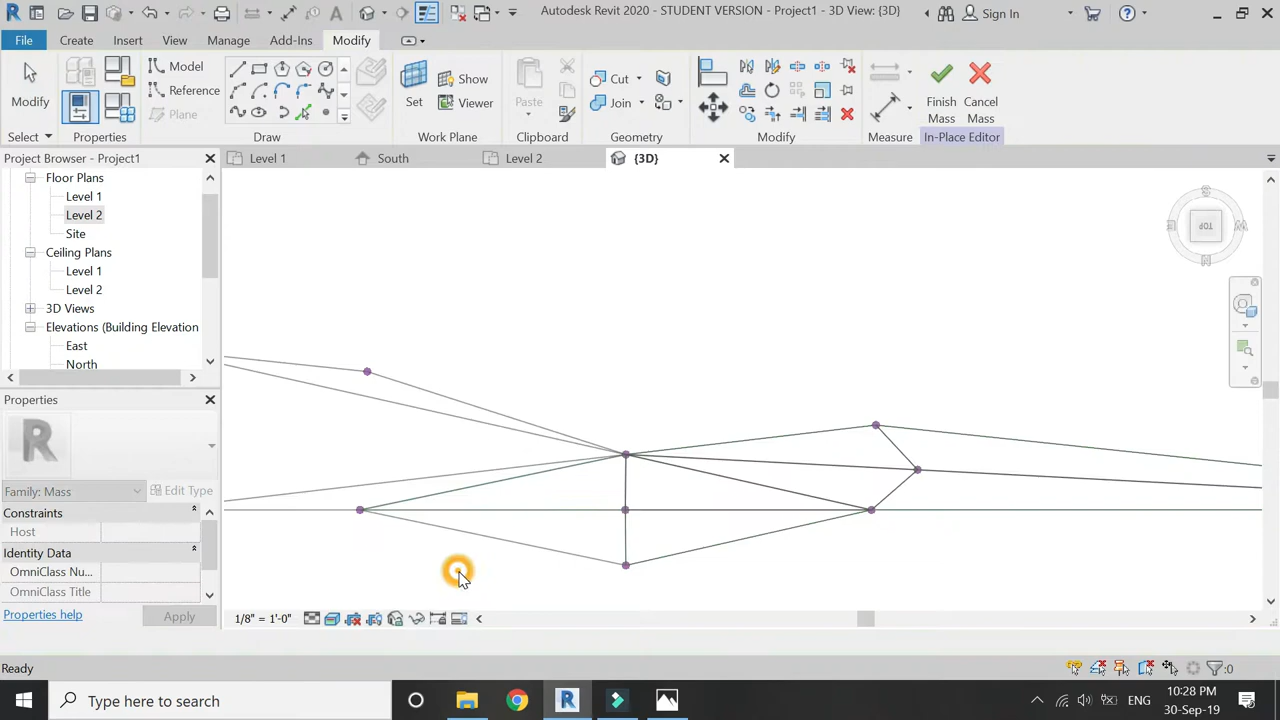 Autodesk Revit 2020 - STUDENT VERSION - Project1 - 3D View: {3D}
Sign In
File
Create
Insert
View
Manage
Add-Ins
Modify
Modify
Model
Reference
Plane
Set
Show
Viewer
Paste
Cut
Join
Finish Mass
Cancel Mass
Select
Properties
Draw
Work Plane
Clipboard
Geometry
Modify
Measure
In-Place Editor
Project Browser - Project1
Level 1
South
Level 2
{3D}
Floor Plans
Level 1
Level 2
Site
Ceiling Plans
Level 1
Level 2
3D Views
Elevations (Building Elevation
East
North
TOP
Properties
R
Family: Mass
Edit Type
Constraints
Host
Identity Data
OmniClass Nu...
OmniClass Title
Properties help
Apply
1/8" = 1'-0"
Ready
:0
Type here to search
ENG
10:28 PM
30-Sep-19